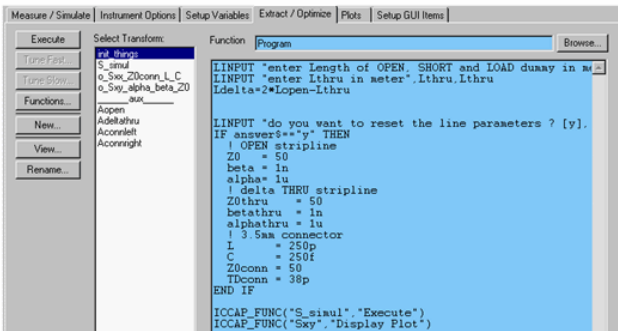 Measure / Simulate Instrument Options Setup Variables Extract / Optimize Plots Setup GUI Items
Execute
Tune Fast...
Tune Slow...
Functions...
New...
View...
Rename...
Select Transform:
init_things
S_simul
o_Sxx_Z0conn_L_C
o_Sxy_alpha_beta_Z0
_____aux_____
Aopen
Adeltathru
Aconnleft
Aconnright
Function Program Browse...
LINPUT "enter Length of OPEN, SHORT and LOAD dummy in me
LINPUT "enter Lthru in meter",Lthru,Lthru
Ldelta=2*Lopen-Lthru
LINPUT "do you want to reset the line parameters ? [y],
IF answer$=="y" THEN
! OPEN stripline
Z0 = 50
beta = 1n
alpha= 1u
! delta THRU stripline
Z0thru = 50
betathru = 1n
alphathru = 1u
! 3.5mm connector
L = 250p
C = 250f
Z0conn = 50
TDconn = 38p
END IF
ICCAP_FUNC("S_simul","Execute")
ICCAP_FUNC("Sxy","Display Plot")